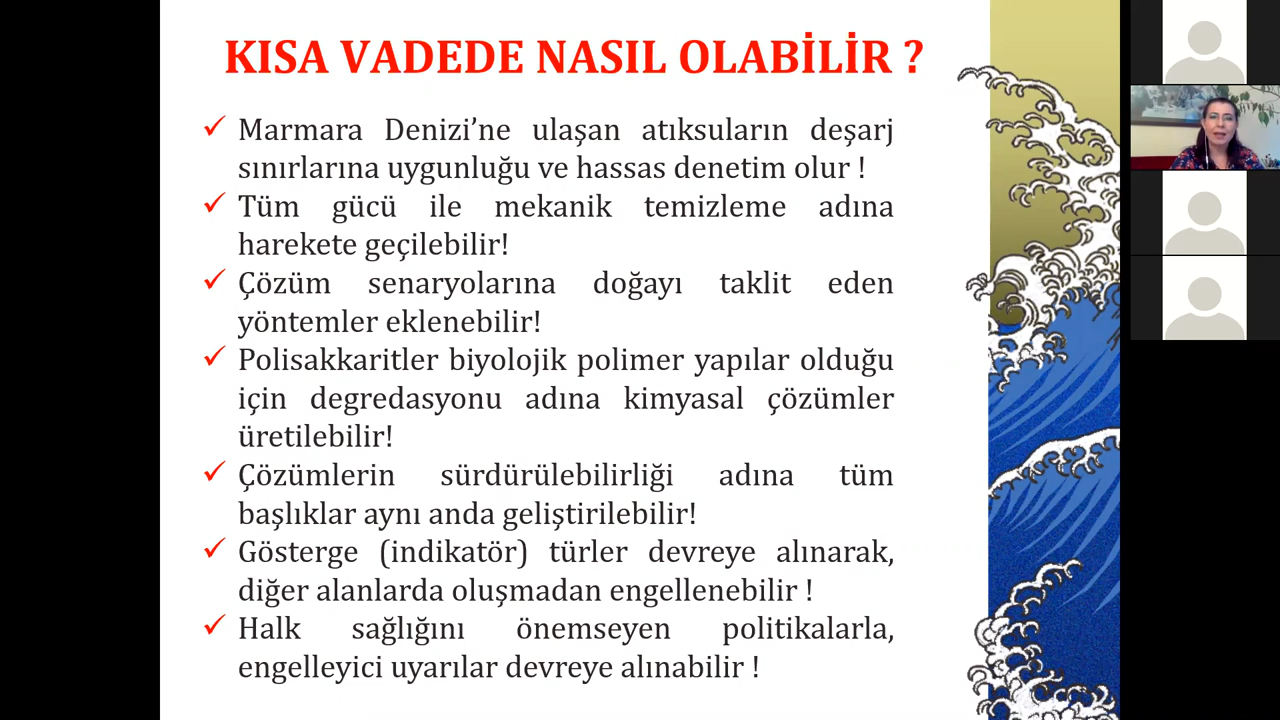 KISA VADEDE NASIL OLABİLİR ?
✓ Marmara Denizi’ne ulaşan atıksuların deşarj
sınırlarına uygunluğu ve hassas denetim olur !
✓ Tüm gücü ile mekanik temizleme adına
harekete geçilebilir!
✓ Çözüm senaryolarına doğayı taklit eden
yöntemler eklenebilir!
✓ Polisakkaritler biyolojik polimer yapılar olduğu
için degredasyonu adına kimyasal çözümler
üretilebilir!
✓ Çözümlerin sürdürülebilirliği adına tüm
başlıklar aynı anda geliştirilebilir!
✓ Gösterge (indikatör) türler devreye alınarak,
diğer alanlarda oluşmadan engellenebilir !
✓ Halk sağlığını önemseyen politikalarla,
engelleyici uyarılar devreye alınabilir !